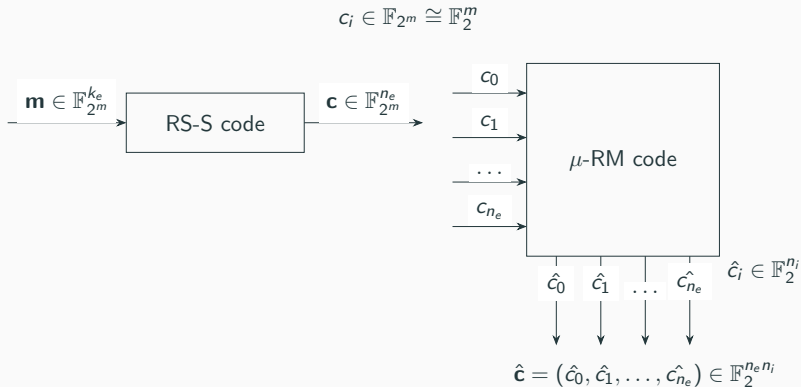 c_i ∈ 𝔽_{2^m} ≅ 𝔽_2^m
m ∈ 𝔽_{2^m}^{k_e}
RS-S code
c ∈ 𝔽_{2^m}^{n_e}
c_0
c_1
...
c_{n_e}
μ-RM code
ĉ_0
ĉ_1
...
ĉ_{n_e}
ĉ_i ∈ 𝔽_2^{n_i}
ĉ = (ĉ_0, ĉ_1, ..., ĉ_{n_e}) ∈ 𝔽_2^{n_e n_i}